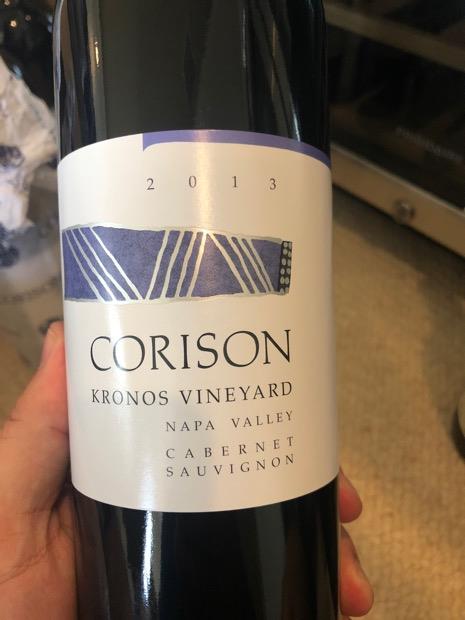 2013
CORISON
KRONOS VINEYARD
NAPA VALLEY
CABERNET
SAUVIGNON